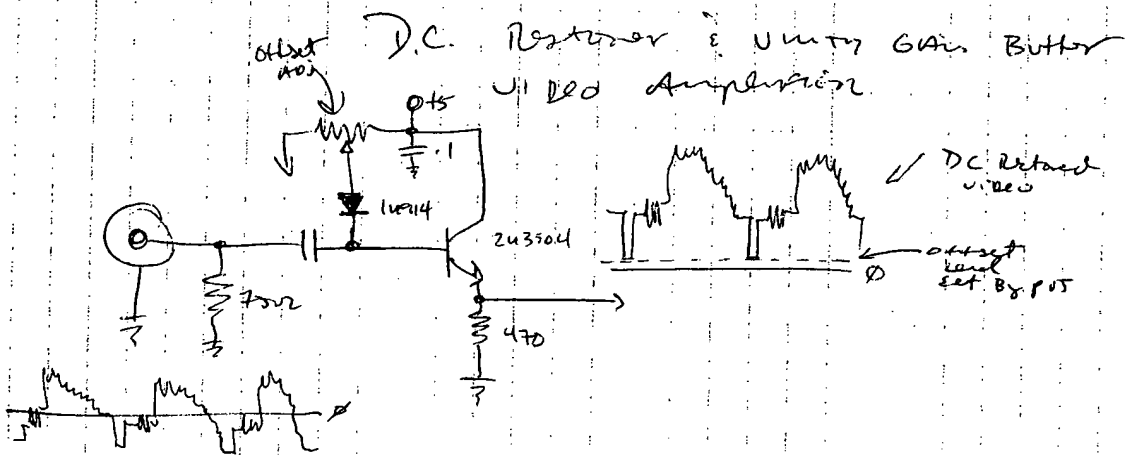 D.C. Restorer & Unity Gain Buffer
Video Amplifier
Offset
ADJ
+5
.1
1N914
2N3904
75Ω
470
DC Restored
video
offset
level
set By pot
Ø
Ø